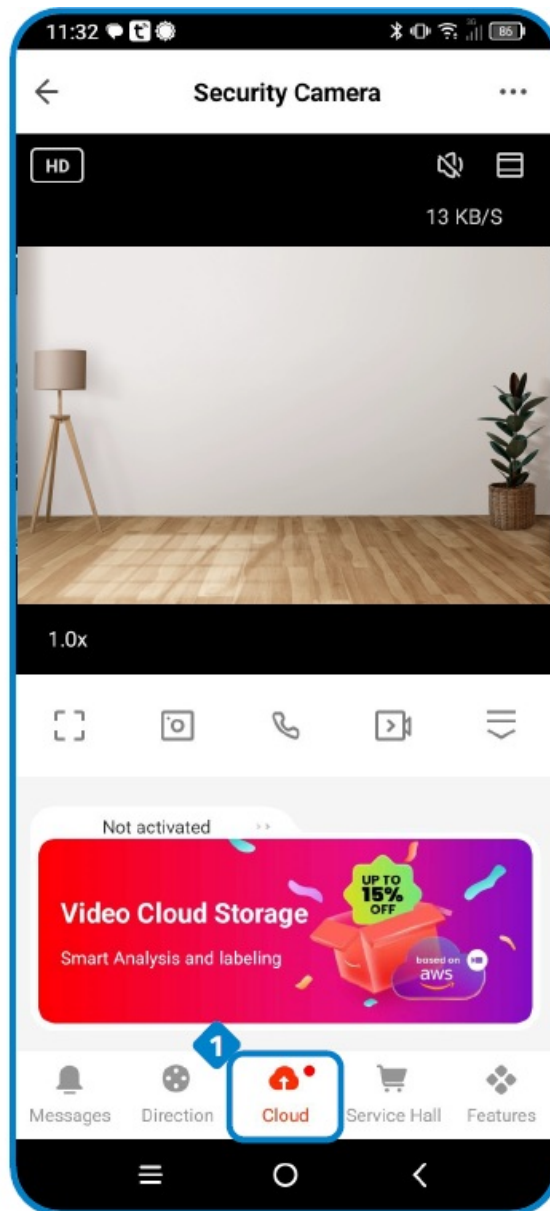 11:32
3G
86
Security Camera
HD
13 KB/S
1.0x
Not activated
UP TO
15%
OFF
Video Cloud Storage
Smart Analysis and labeling
based on
aws
1
Messages
Direction
Cloud
Service Hall
Features